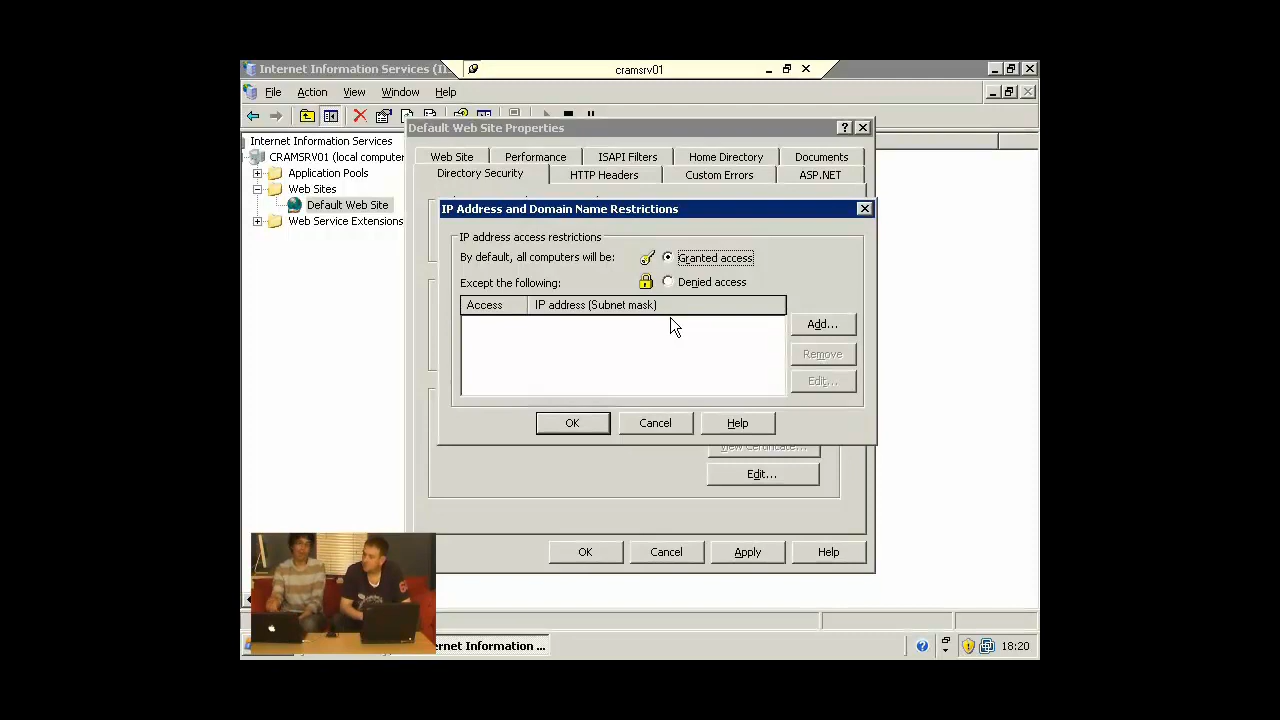 Internet Information Services (II
cramsrv01
File Action View Window Help
Default Web Site Properties
Internet Information Services
CRAMSRV01 (local computer
Application Pools
Web Sites
Default Web Site
Web Service Extensions
Web Site Performance ISAPI Filters Home Directory Documents
Directory Security HTTP Headers Custom Errors ASP.NET
IP Address and Domain Name Restrictions
IP address access restrictions
By default, all computers will be: Granted access
Except the following: Denied access
Access IP address (Subnet mask)
Add...
Remove
Edit...
OK Cancel Help
View Certificate...
Edit...
OK Cancel Apply Help
ernet Information ...
18:20